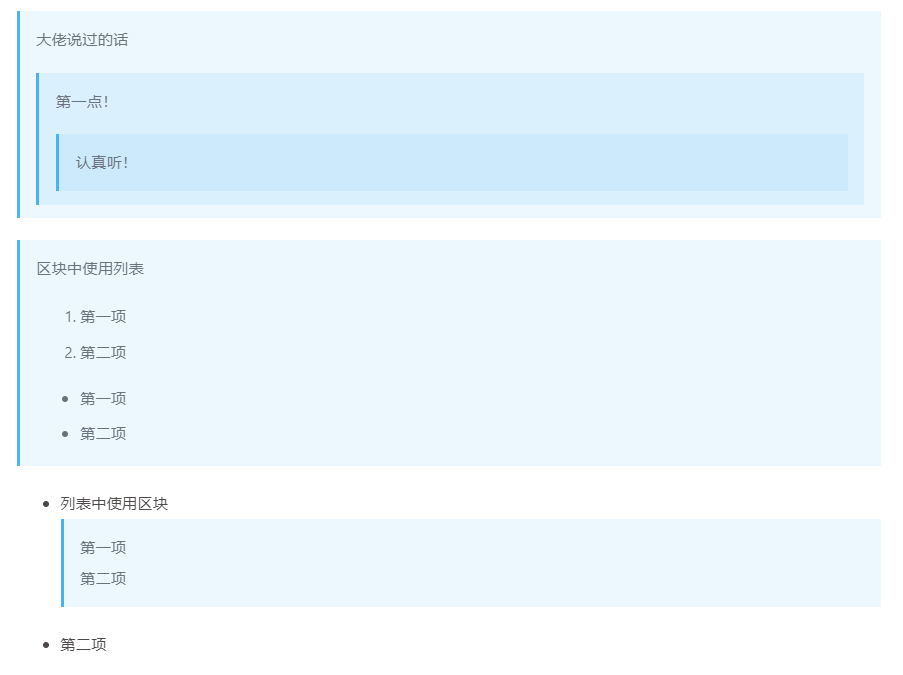 大佬说过的话
第一点!
认真听!
区块中使用列表
1. 第一项
2. 第二项
• 第一项
• 第二项
• 列表中使用区块
第一项
第二项
• 第二项